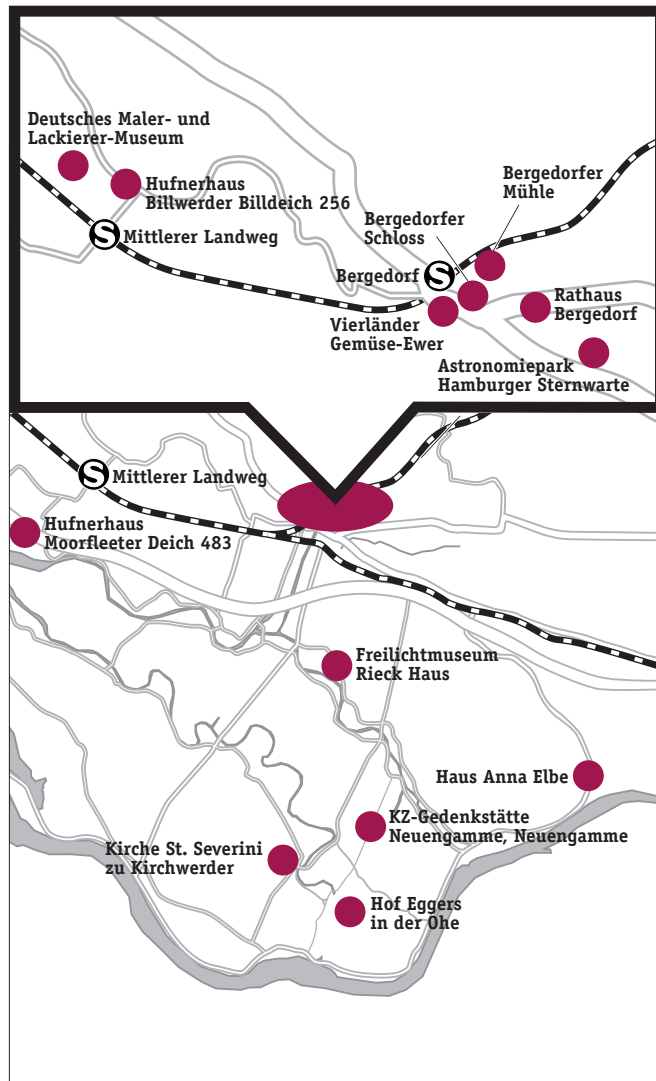 Deutsches Maler- und
Lackierer-Museum
Hufnerhaus
Billwerder Billdeich 256
S Mittlerer Landweg
Bergedorfer
Mühle
Bergedorfer
Schloss
Bergedorf S
Vierländer
Gemüse-Ewer
Rathaus
Bergedorf
Astronomiepark
Hamburger Sternwarte
S Mittlerer Landweg
Hufnerhaus
Moorfleeter Deich 483
Freilichtmuseum
Rieck Haus
Haus Anna Elbe
KZ-Gedenkstätte
Neuengamme, Neuengamme
Kirche St. Severini
zu Kirchwerder
Hof Eggers
in der Ohe